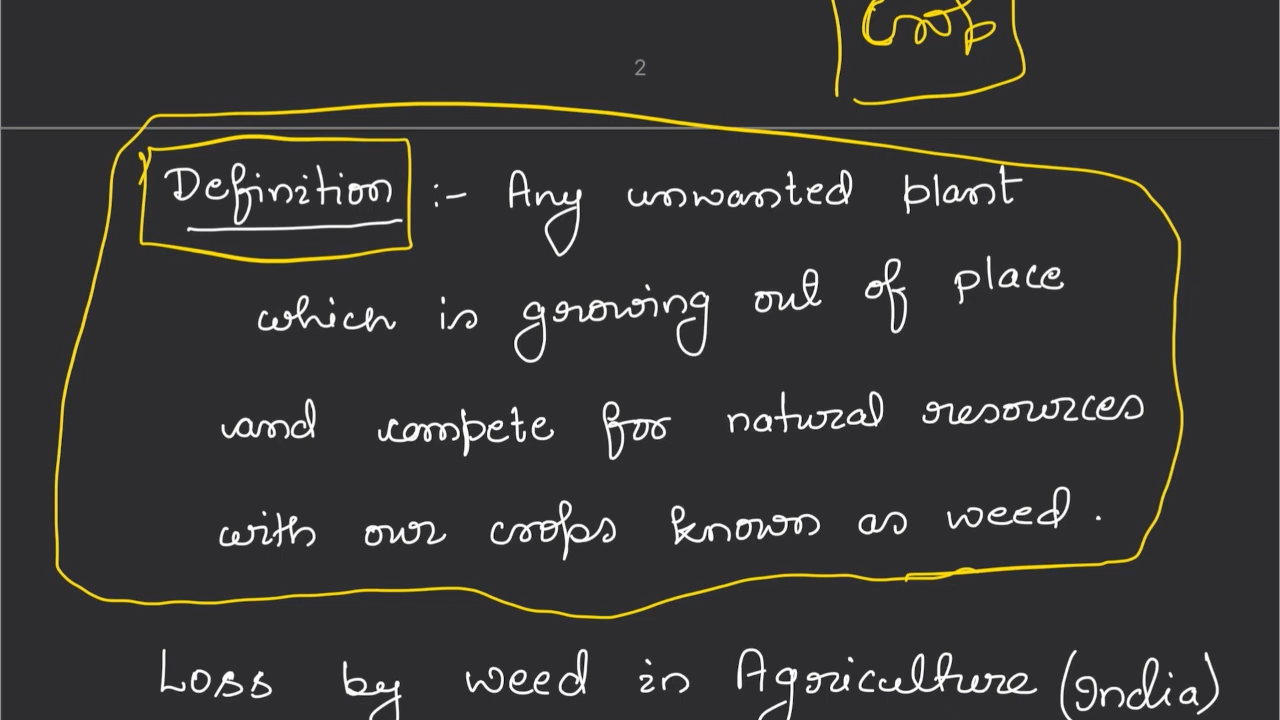 Crop
2
Definition :- Any unwanted plant
which is growing out of place
and compete for natural resources
with our crops known as weed.
Loss by weed in Agriculture (India)